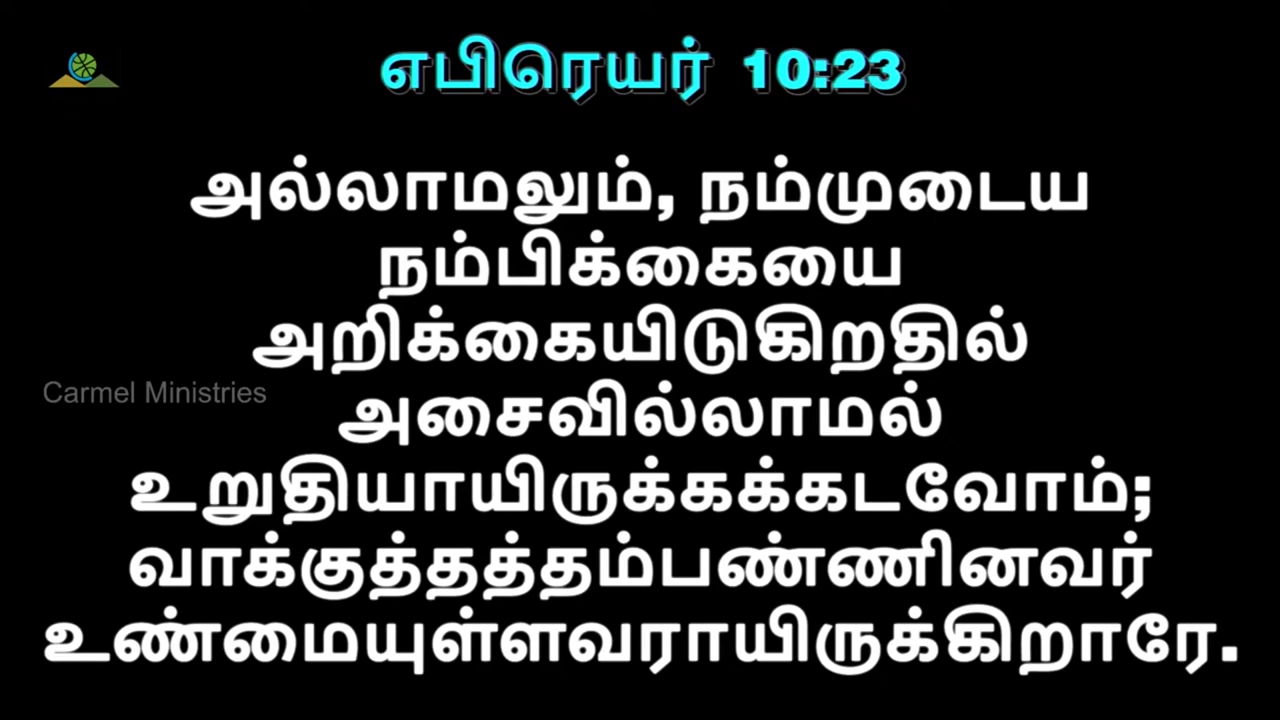 எபிரெயர் 10:23
அல்லாமலும், நம்முடைய
நம்பிக்கையை
அறிக்கையிடுகிறதில்
Carmel Ministries
அசைவில்லாமல்
உறுதியாயிருக்கக்கடவோம்;
வாக்குத்தத்தம்பண்ணினவர்
உண்மையுள்ளவராயிருக்கிறாரே.